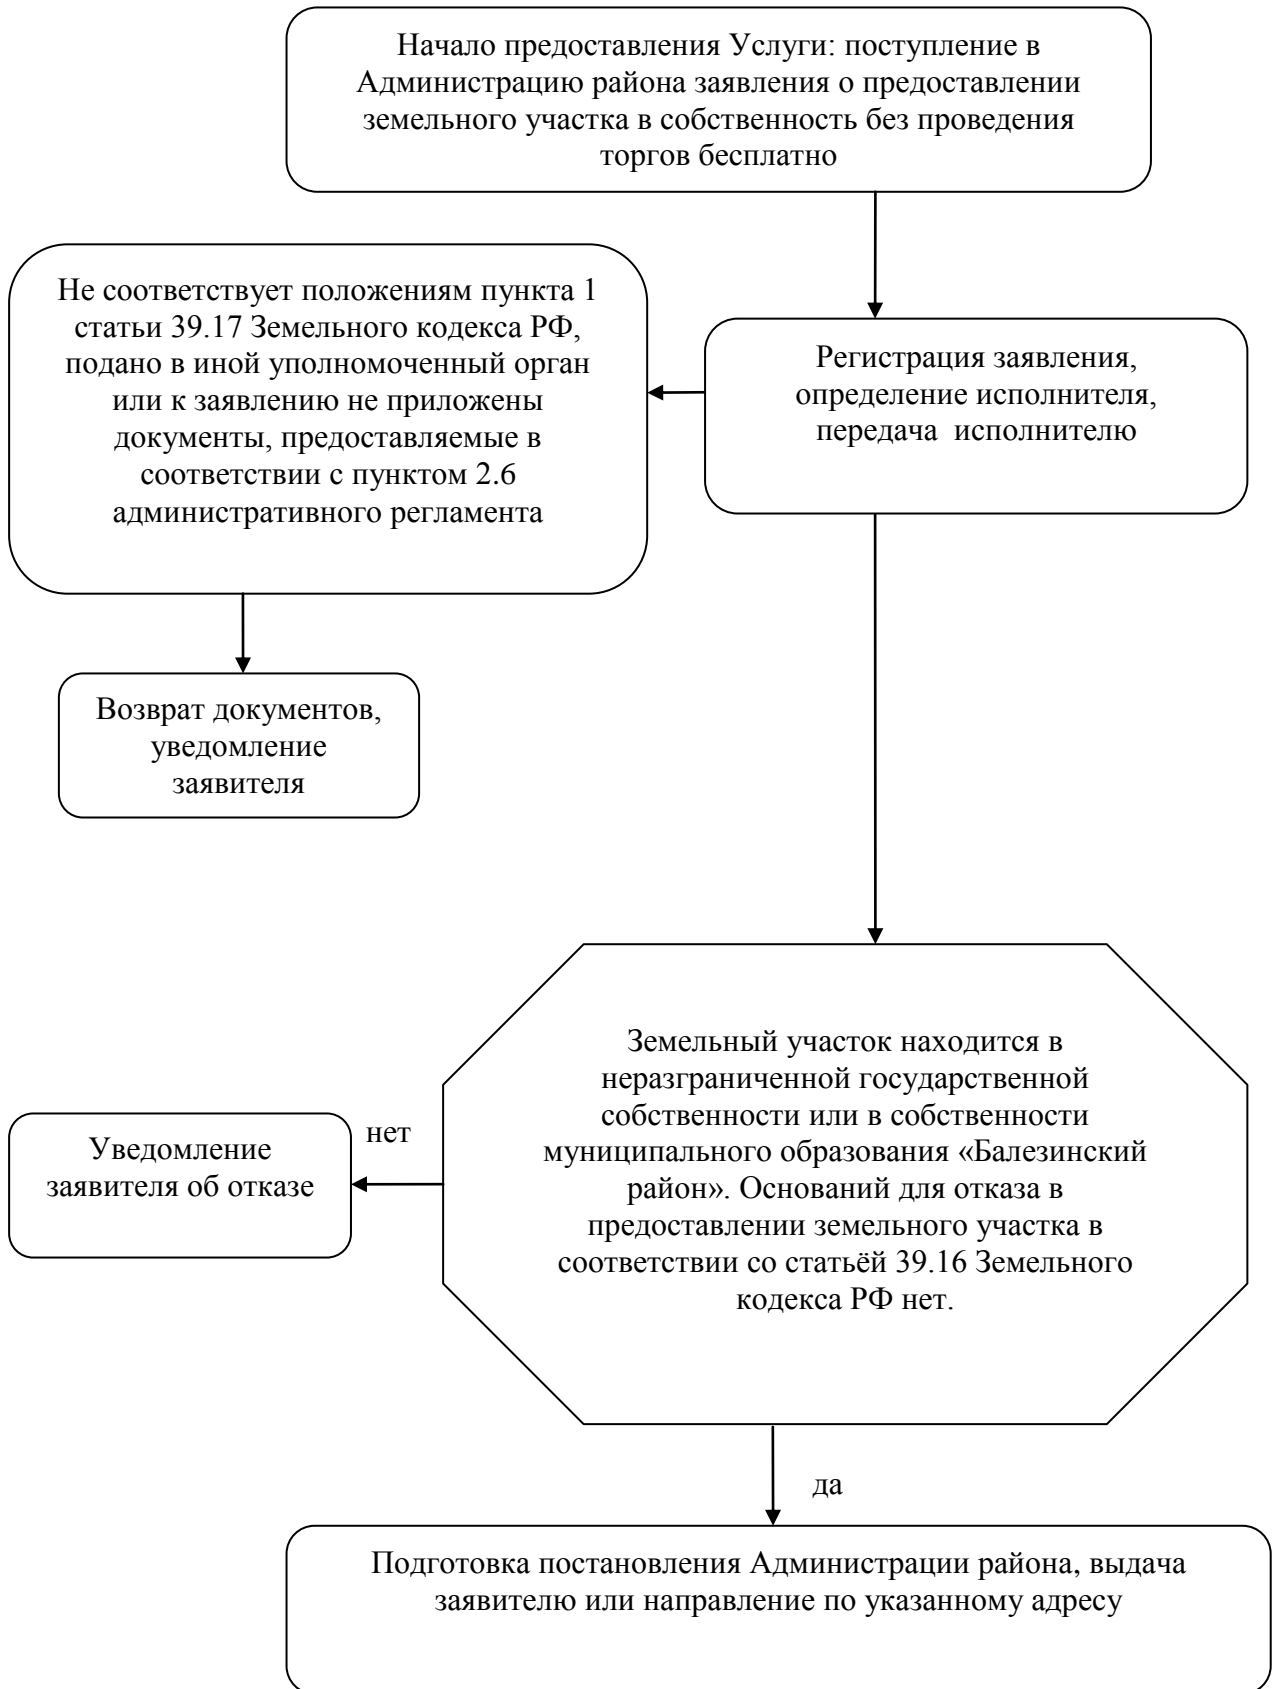 Начало предоставления Услуги: поступление в
Администрацию района заявления о предоставлении
земельного участка в собственность без проведения
торгов бесплатно
Не соответствует положениям пункта 1
статьи 39.17 Земельного кодекса РФ,
подано в иной уполномоченный орган
или к заявлению не приложены
документы, предоставляемые в
соответствии с пунктом 2.6
административного регламента
Регистрация заявления,
определение исполнителя,
передача исполнителю
Возврат документов,
уведомление
заявителя
Земельный участок находится в
неразграниченной государственной
собственности или в собственности
муниципального образования «Балезинский
район». Оснований для отказа в
предоставлении земельного участка в
соответствии со статьёй 39.16 Земельного
кодекса РФ нет.
нет
Уведомление
заявителя об отказе
да
Подготовка постановления Администрации района, выдача
заявителю или направление по указанному адресу